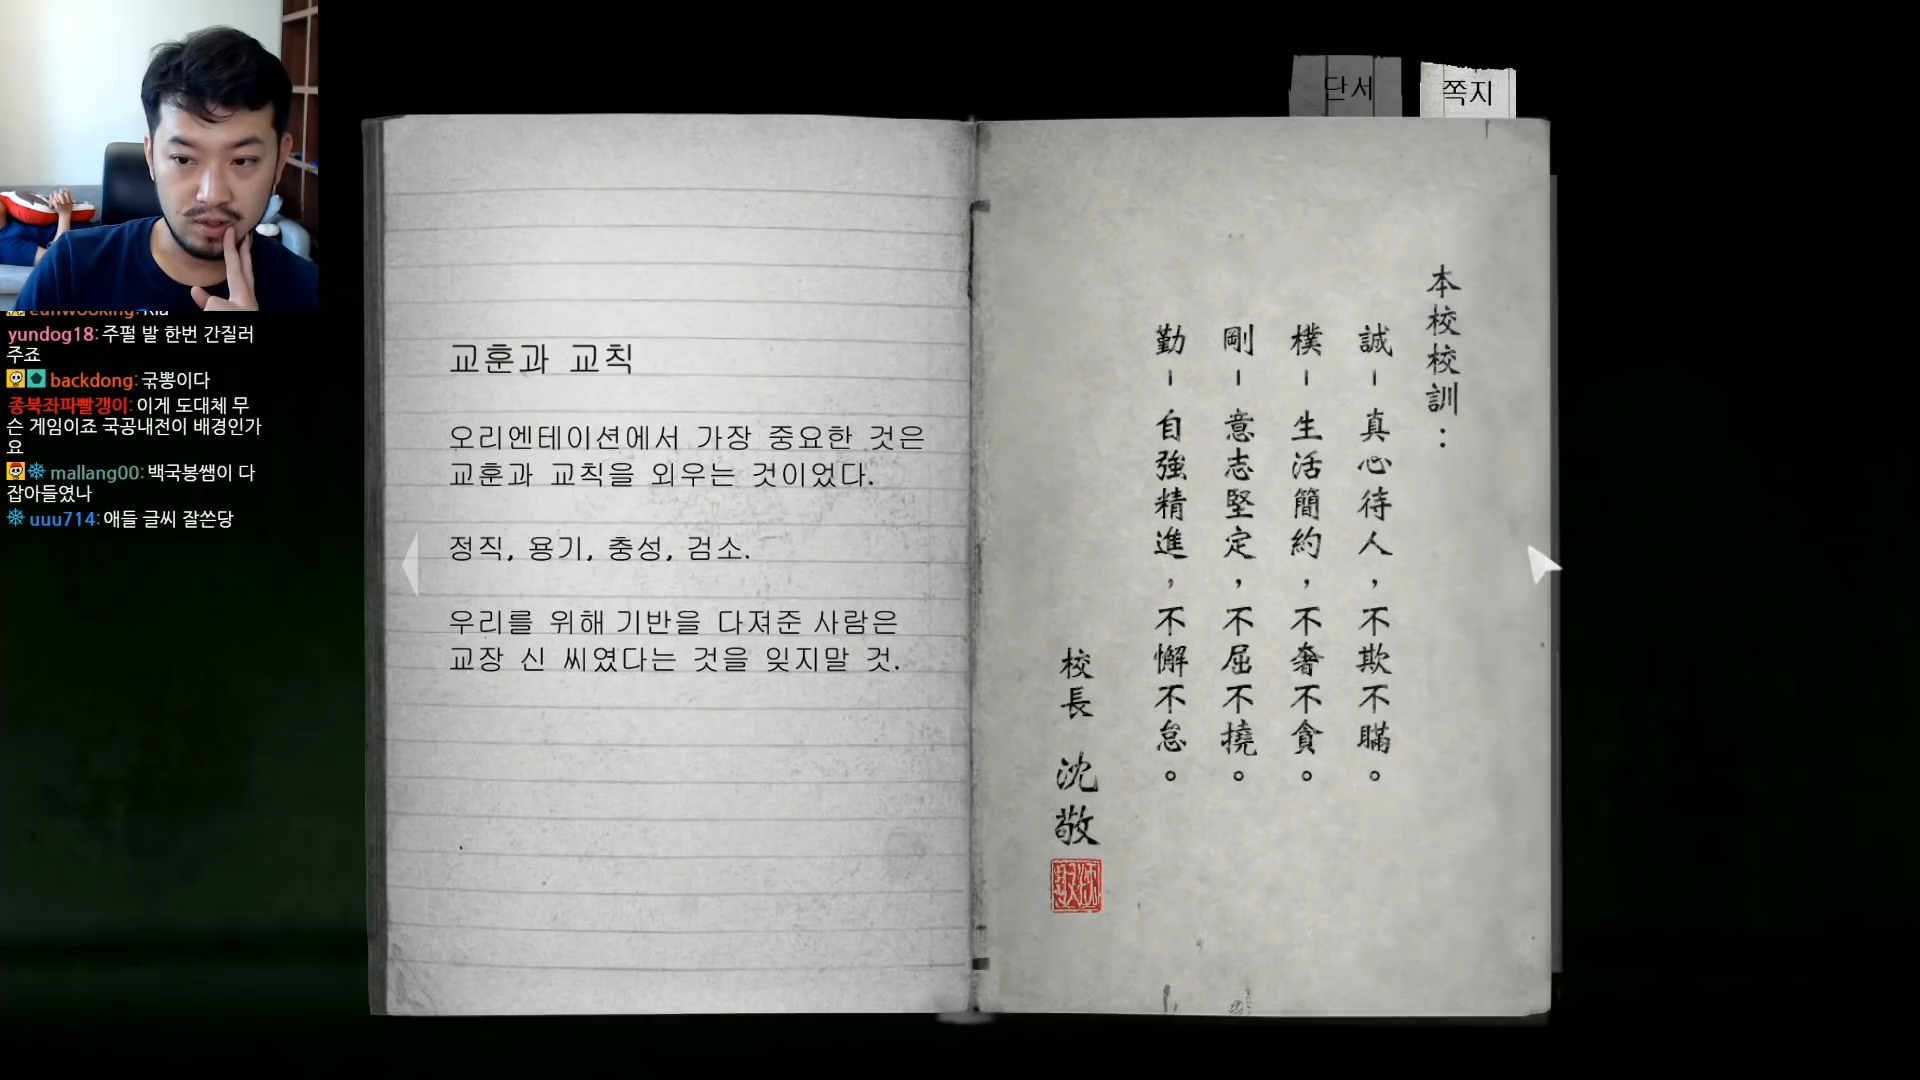 단서
쪽지
교훈과 교칙
오리엔테이션에서 가장 중요한 것은
교훈과 교칙을 외우는 것이었다.
정직, 용기, 충성, 검소.
우리를 위해 기반을 다져준 사람은
교장 신 씨였다는 것을 잊지말 것.
本校校訓：
誠－真心待人，不欺不瞞。
樸－生活簡約，不奢不貪。
剛－意志堅定，不屈不撓。
勤－自強精進，不懈不怠。
校長 沈敬
yundog18: 주펄 발 한번 간질러
주죠
backdong: 귺뽕이다
종북좌파빨갱이: 이게 도대체 무
슨 게임이죠 국공내전이 배경인가
요
mallang00: 백국봉쌤이 다
잡아들였나
uuu714: 애들 글씨 잘쓴당